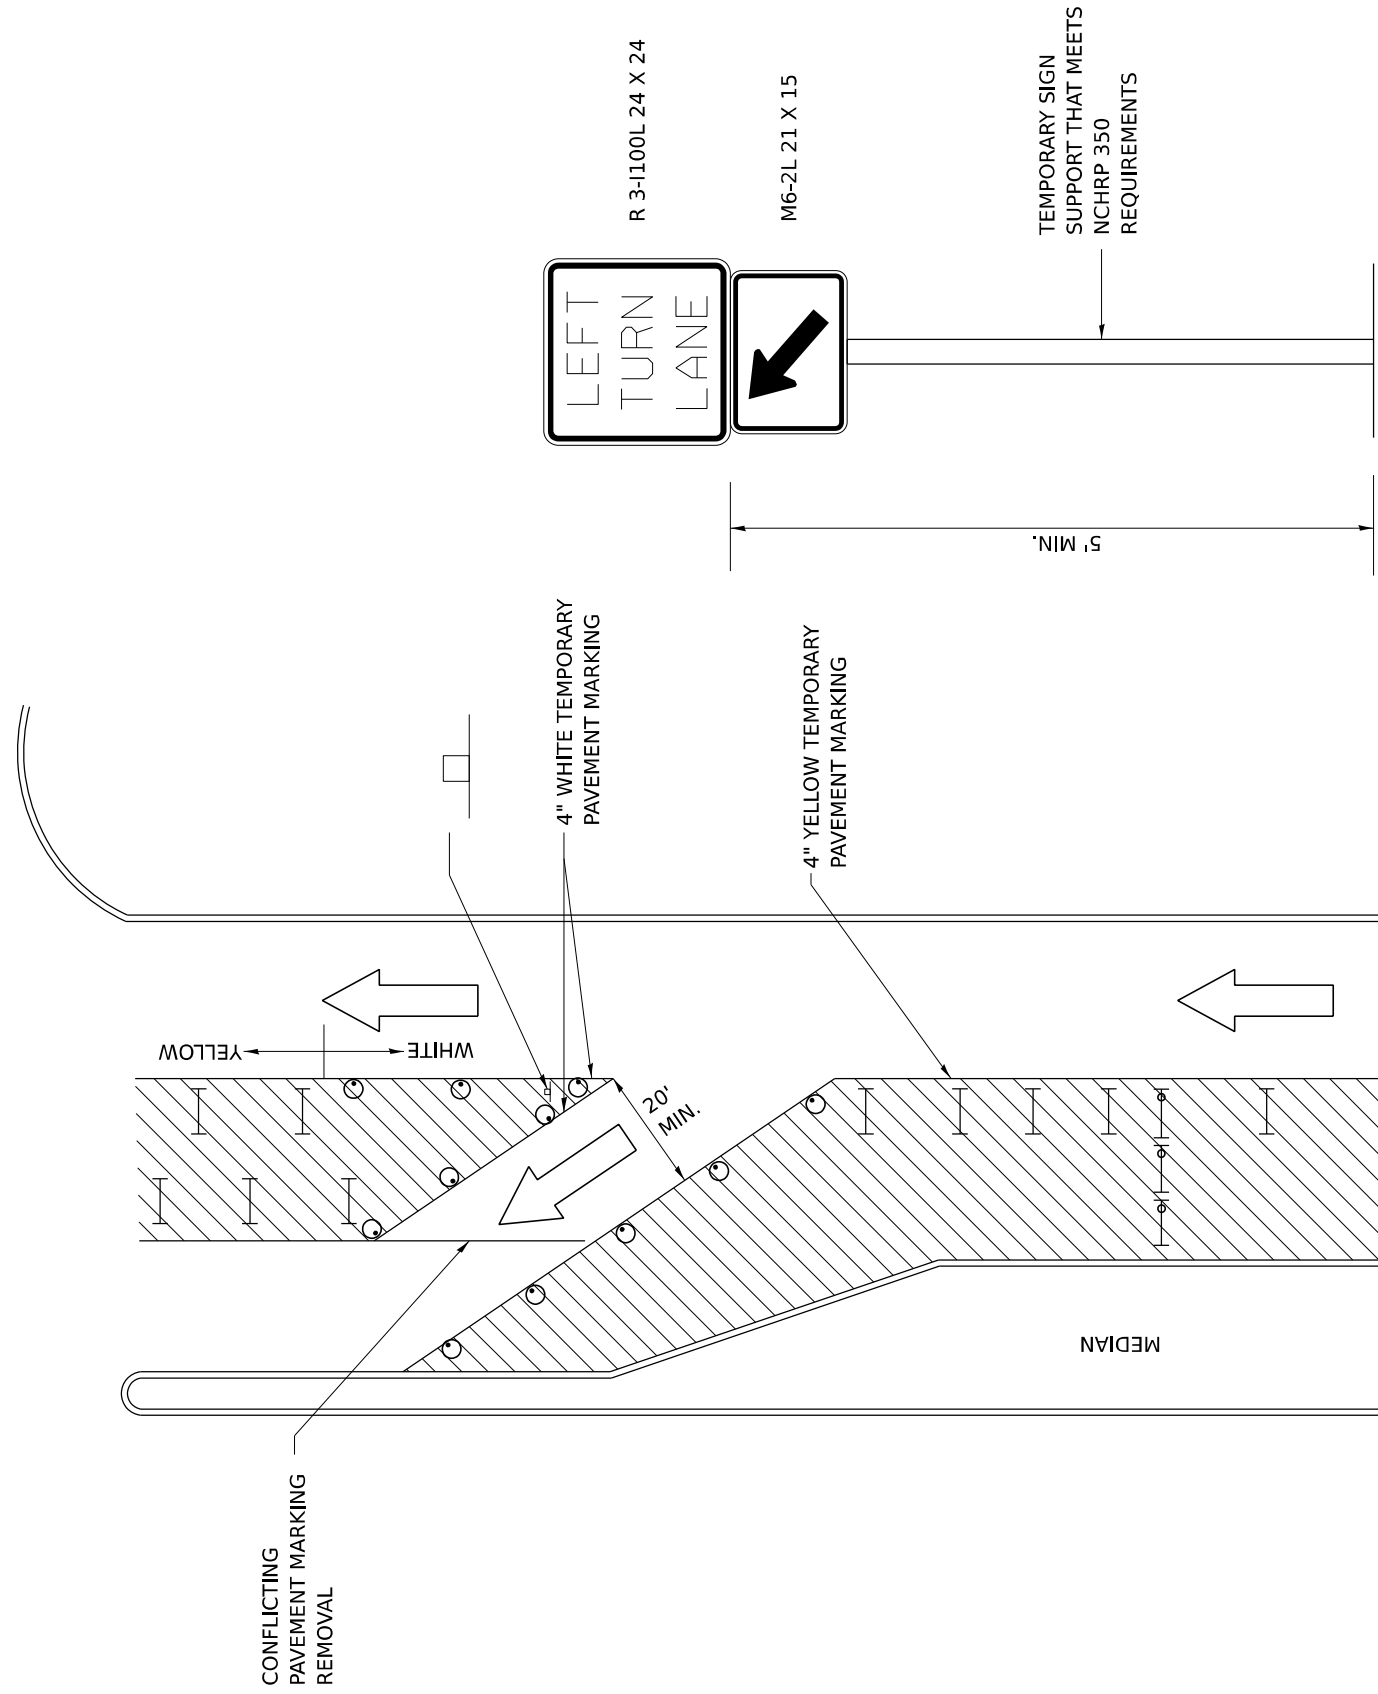 R 3-I100L 24 X 24
LEFT
TURN
LANE
M6-2L 21 X 15
TEMPORARY SIGN
SUPPORT THAT MEETS
NCHRP 350
REQUIREMENTS
5' MIN.
4" WHITE TEMPORARY
PAVEMENT MARKING
4" YELLOW TEMPORARY
PAVEMENT MARKING
YELLOW
WHITE
20'
MIN.
MEDIAN
CONFLICTING
PAVEMENT MARKING
REMOVAL